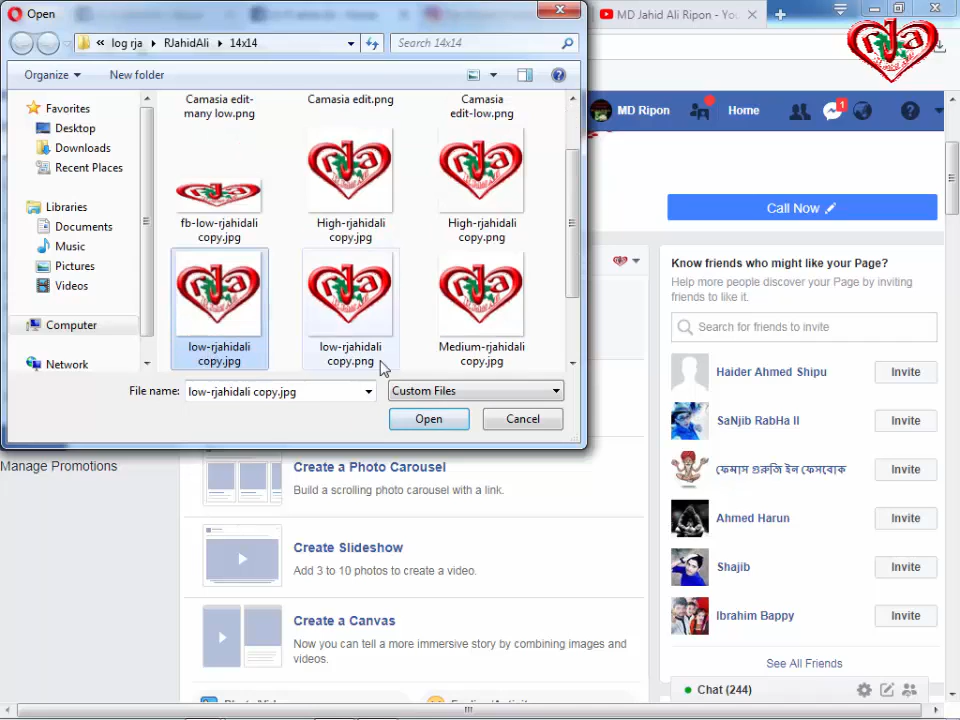 Open
MD Jahid Ali Ripon - You
« log rja
RJahidAli
14x14
Search 14x14
Organize
New folder
Favorites
Desktop
Downloads
Recent Places
Libraries
Documents
Music
Pictures
Videos
Computer
Network
Camasia edit-
many low.png
Camasia edit.png
Camasia
edit-low.png
fb-low-rjahidali
copy.jpg
High-rjahidali
copy.jpg
High-rjahidali
copy.png
low-rjahidali
copy.jpg
low-rjahidali
copy.png
Medium-rjahidali
copy.jpg
File name:
low-rjahidali copy.jpg
Custom Files
Open
Cancel
MD Ripon
Home
1
Call Now
Know friends who might like your Page?
Help more people discover your Page by inviting
friends to like it.
Search for friends to invite
Haider Ahmed Shipu
Invite
SaNjib RabHa II
Invite
ফেমাস গুরুজি ইন ফেসবোক
Invite
Ahmed Harun
Invite
Shajib
Invite
Ibrahim Bappy
Invite
See All Friends
Chat (244)
Manage Promotions
Create a Photo Carousel
Build a scrolling photo carousel with a link.
Create Slideshow
Add 3 to 10 photos to create a video.
Create a Canvas
Now you can tell a more immersive story by combining images and
videos.